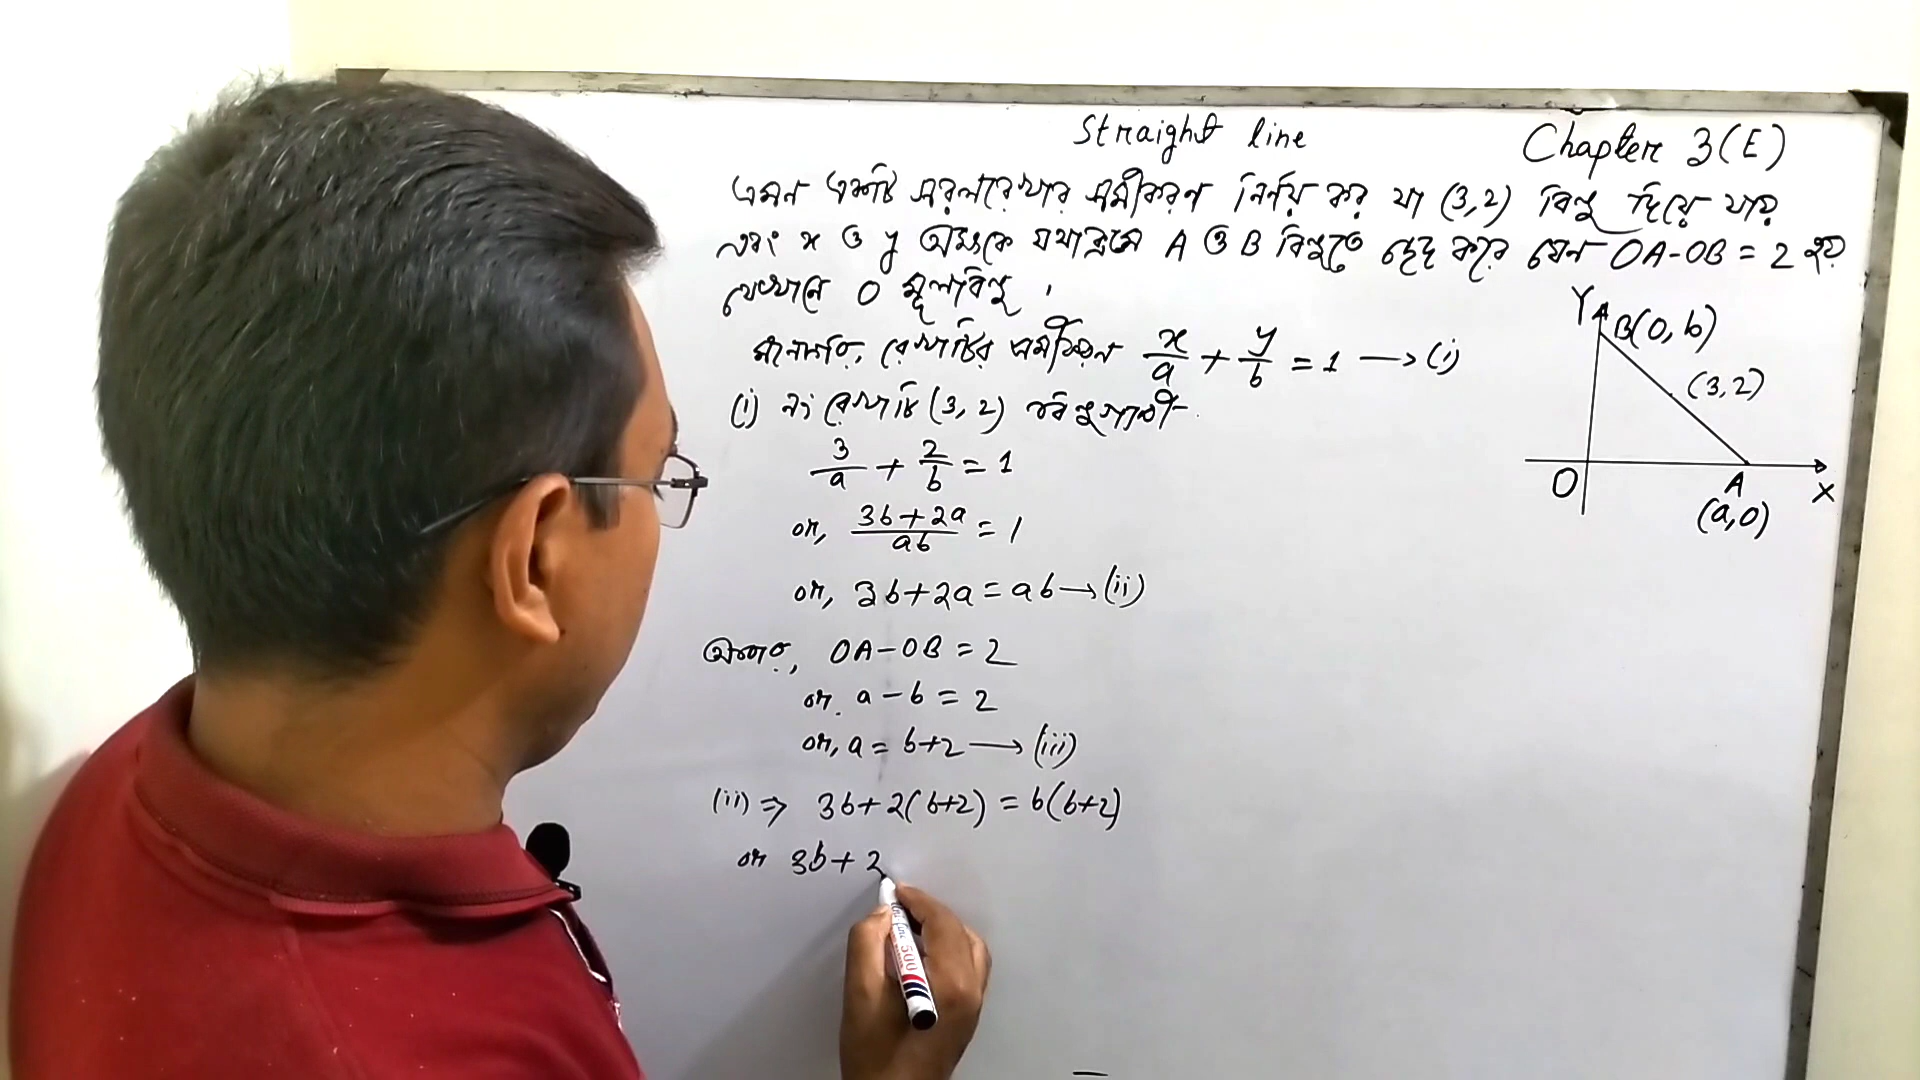 Straight line
Chapter 3(E)
এমন একটি সরলরেখার সমীকরণ নির্ণয় কর যা (3,2) বিন্দু দিয়ে যায়
এবং x ও y অক্ষকে যথাক্রমে A ও B বিন্দুতে ছেদ করে যেন OA-OB = 2 হয়
যেখানে O মূলবিন্দু ।
মনেকরি, রেখাটির সমীকরণ x/a + y/b = 1 → (i)
(i) নং রেখাটি (3, 2) বিন্দুগামী-
3/a + 2/b = 1
or, (3b+2a)/ab = 1
or, 3b+2a = ab → (ii)
আবার, OA-OB = 2
or, a - b = 2
or, a = b+2 → (iii)
(ii) ⇒ 3b+2(b+2) = b(b+2)
or 3b+2
Y
B(0, b)
(3,2)
O
A
X
(a,0)
500